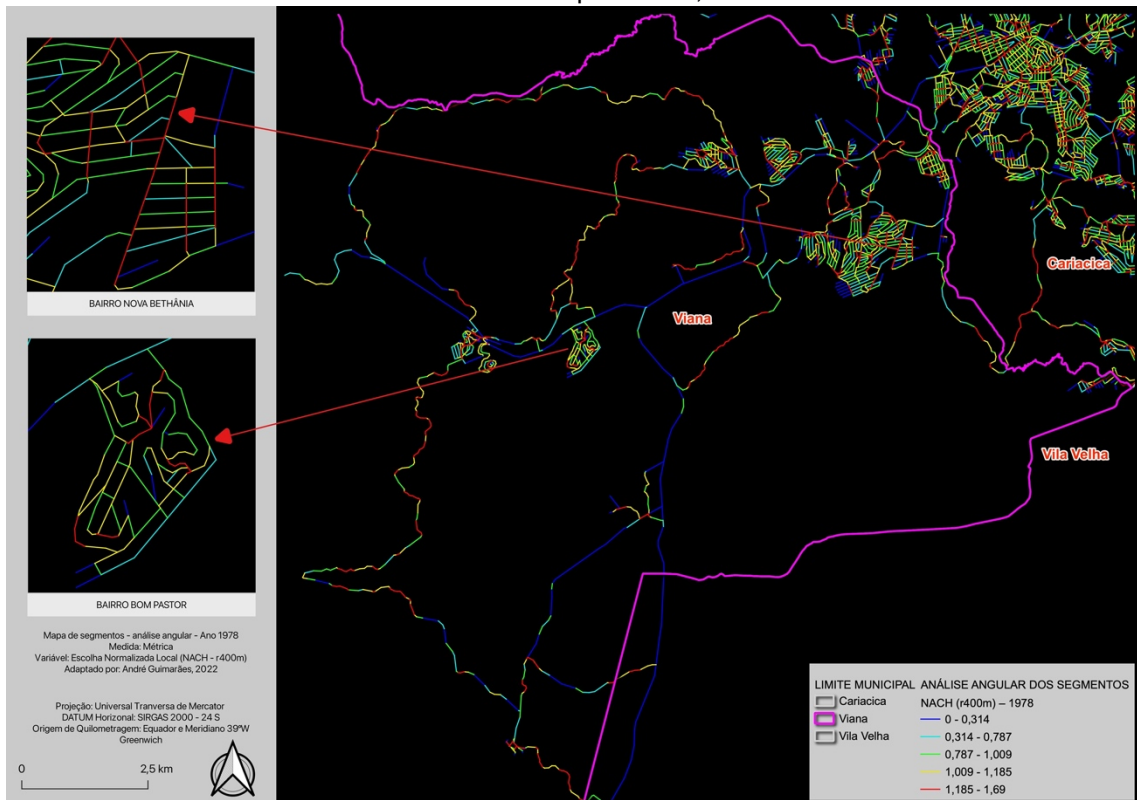 BAIRRO NOVA BETHÂNIA
BAIRRO BOM PASTOR
Mapa de segmentos - análise angular - Ano 1978
Medida: Métrica
Variável: Escolha Normalizada Local (NACH - r400m)
Adaptado por: André Guimarães, 2022
Projeção: Universal Tranversa de Mercator
DATUM Horizonal: SIRGAS 2000 - 24 S
Origem de Quilometragem: Equador e Meridiano 39°W
Greenwich
0 2,5 km
Viana
Cariacica
Vila Velha
LIMITE MUNICIPAL
Cariacica
Viana
Vila Velha
ANÁLISE ANGULAR DOS SEGMENTOS
NACH (r400m) – 1978
0 - 0,314
0,314 - 0,787
0,787 - 1,009
1,009 - 1,185
1,185 - 1,69